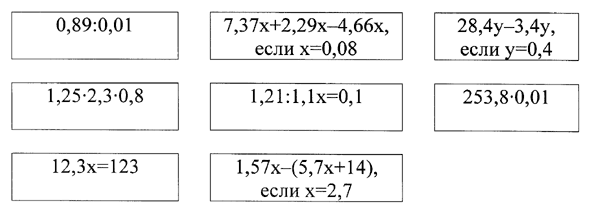 0,89:0,01
7,37x+2,29x–4,66x,
если x=0,08
28,4y–3,4y,
если y=0,4
1,25·2,3·0,8
1,21:1,1x=0,1
253,8·0,01
12,3x=123
1,57x–(5,7x+14),
если x=2,7